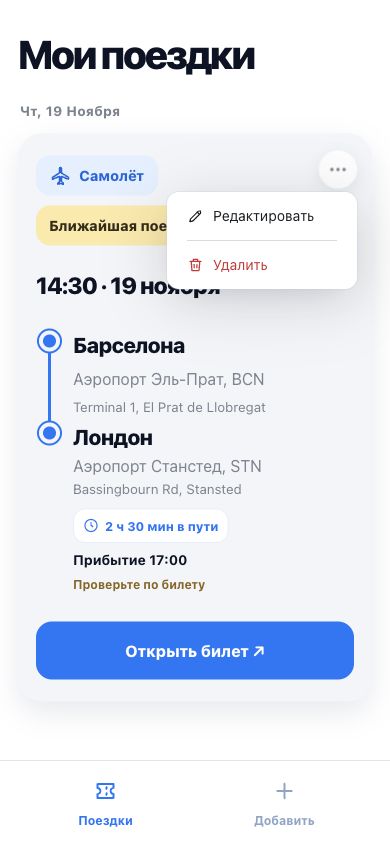 Мои поездки
Чт, 19 Ноября
Самолёт
Ближайшая
Редактировать
Удалить
14:30 · 19 ноября
Барселона
Аэропорт Эль-Прат, BCN
Terminal 1, El Prat de Llobregat
Лондон
Аэропорт Станстед, STN
Bassingbourn Rd, Stansted
2 ч 30 мин в пути
Прибытие 17:00
Проверьте по билету
Открыть билет ↗
Поездки
Добавить